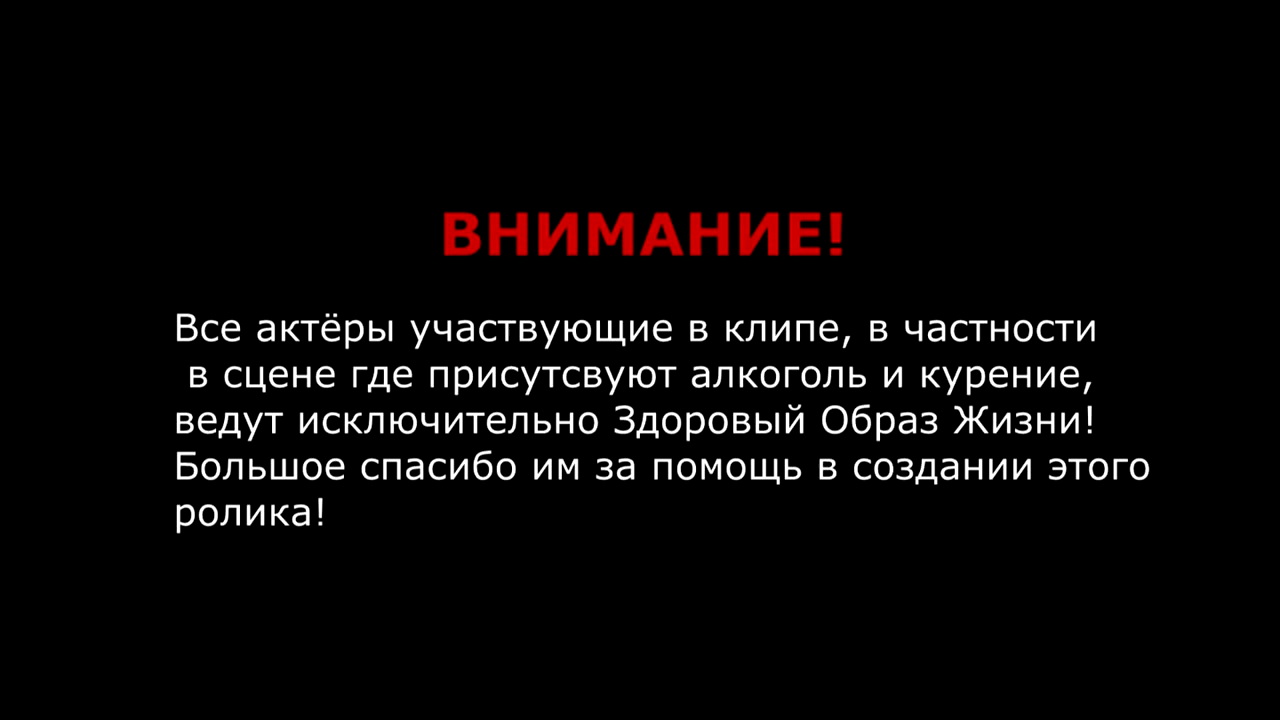 ВНИМАНИЕ!
Все актёры участвующие в клипе, в частности
в сцене где присутсвуют алкоголь и курение,
ведут исключительно Здоровый Образ Жизни!
Большое спасибо им за помощь в создании этого
ролика!